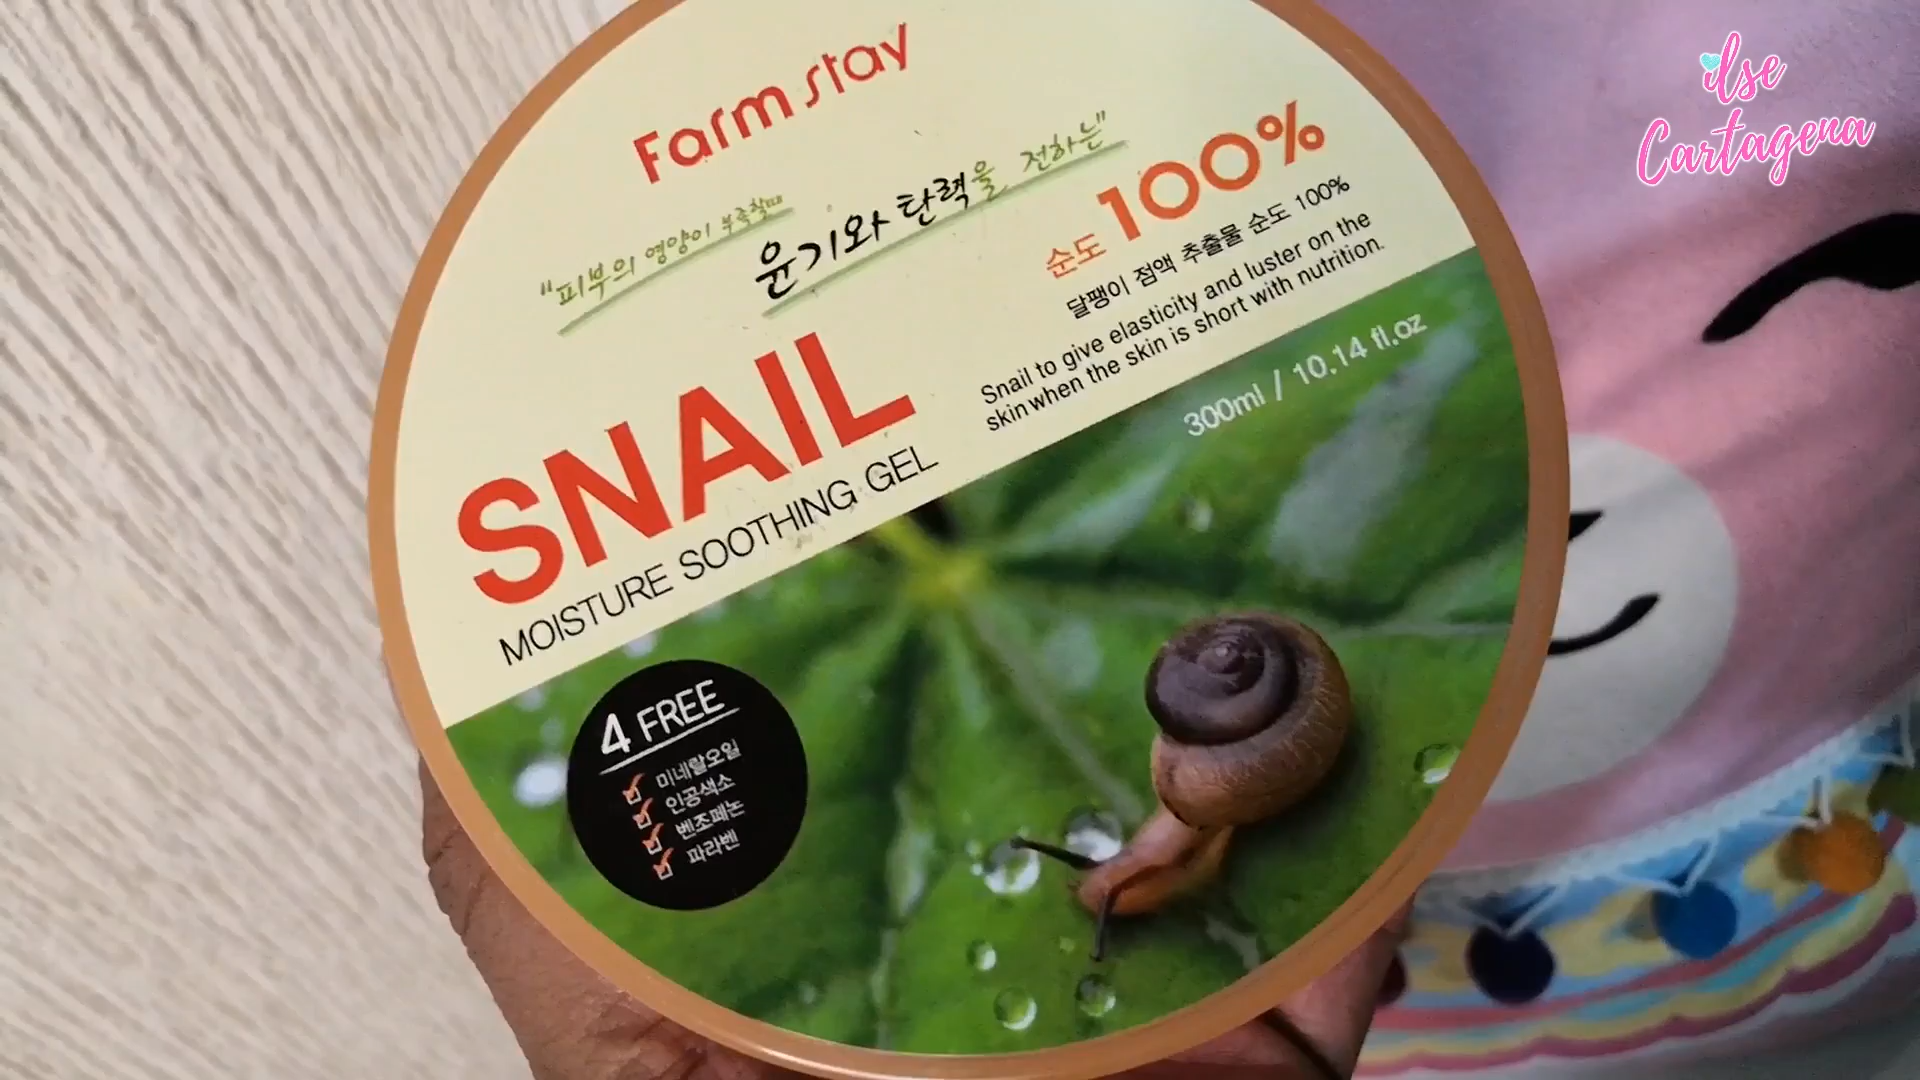 ilse
Cartagena
Farm stay
"피부의 영양이 부족할때
윤기와 탄력을 전하는"
순도 100%
달팽이 점액 추출물 순도 100%
Snail to give elasticity and luster on the
skin when the skin is short with nutrition.
300ml / 10.14 fl.oz
SNAIL
MOISTURE SOOTHING GEL
4 FREE
미네랄오일
인공색소
벤조페논
파라벤